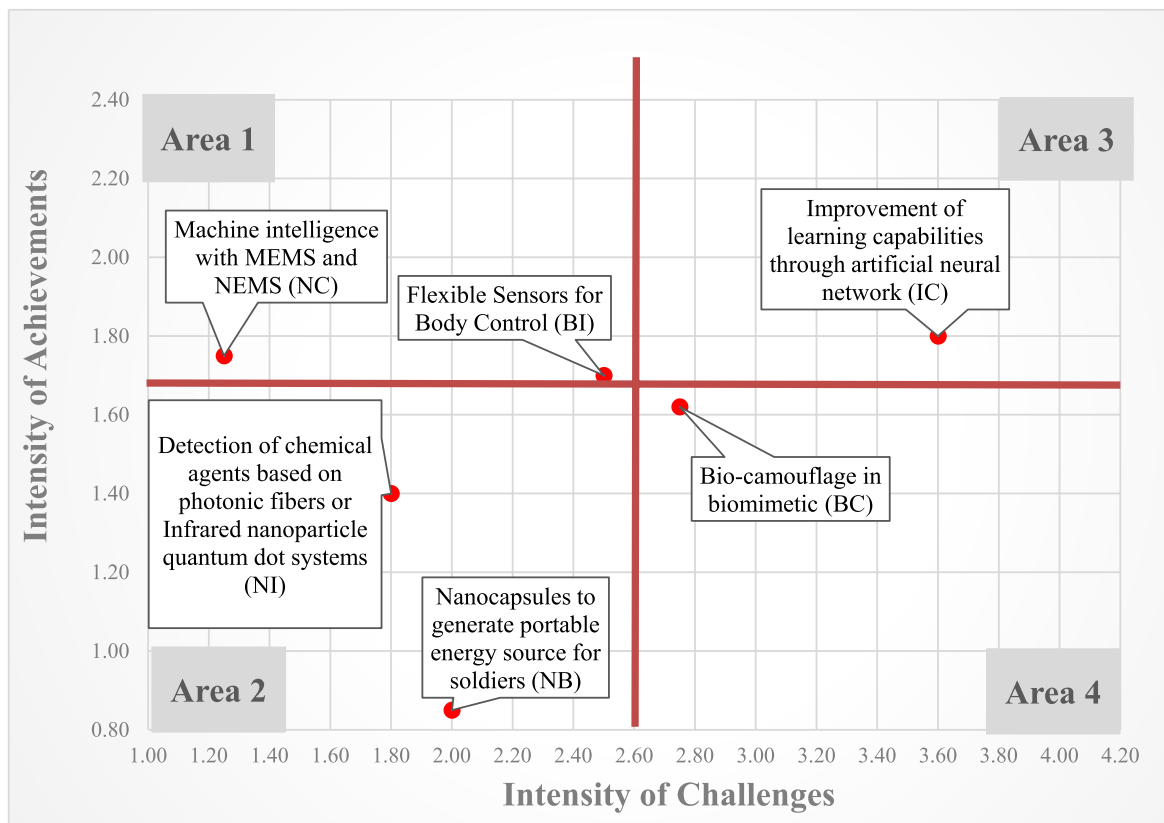 Intensity of Achievements
2.40
2.20
2.00
1.80
1.60
1.40
1.20
1.00
0.80
Area 1
Area 3
Machine intelligence
with MEMS and
NEMS (NC)
Flexible Sensors for
Body Control (BI)
Improvement of
learning capabilities
through artificial neural
network (IC)
Detection of chemical
agents based on
photonic fibers or
Infrared nanoparticle
quantum dot systems
(NI)
Bio-camouflage in
biomimetic (BC)
Nanocapsules to
generate portable
energy source for
soldiers (NB)
Area 2
Area 4
1.00 1.20 1.40 1.60 1.80 2.00 2.20 2.40 2.60 2.80 3.00 3.20 3.40 3.60 3.80 4.00 4.20
Intensity of Challenges